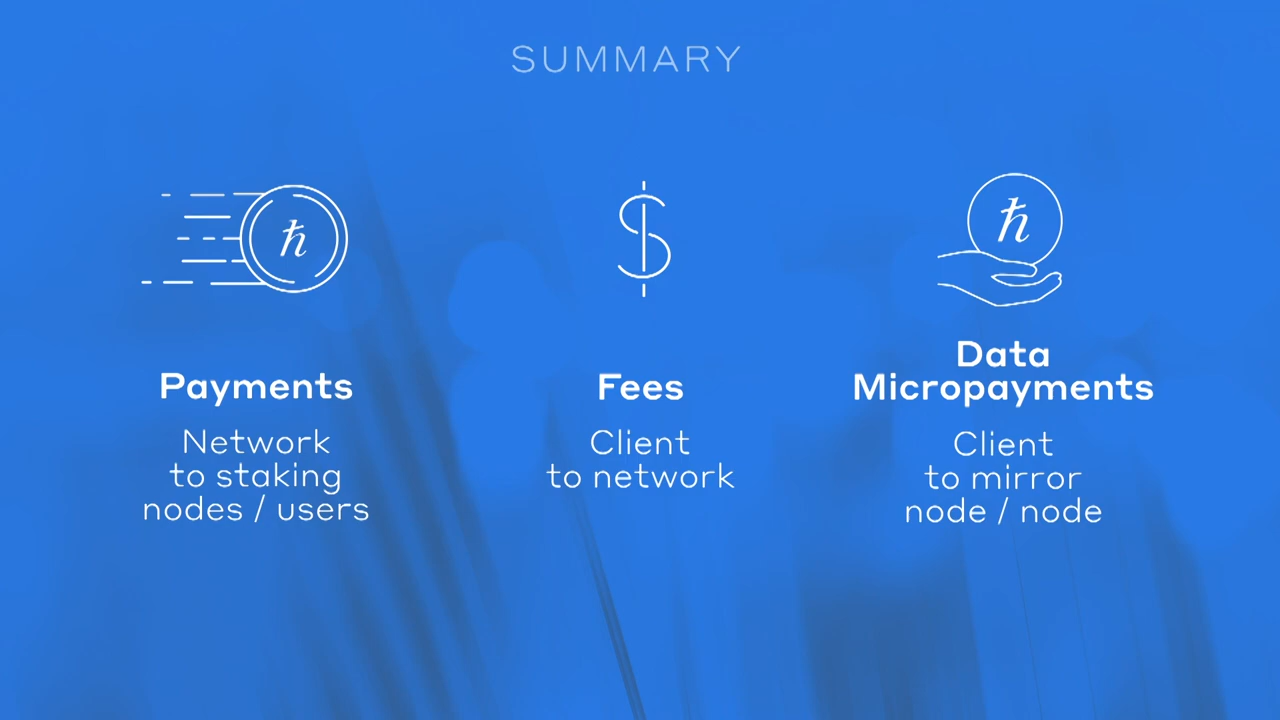 SUMMARY
ℏ
ℏ
Payments
Network
to staking
nodes / users
Fees
Client
to network
Data
Micropayments
Client
to mirror
node / node